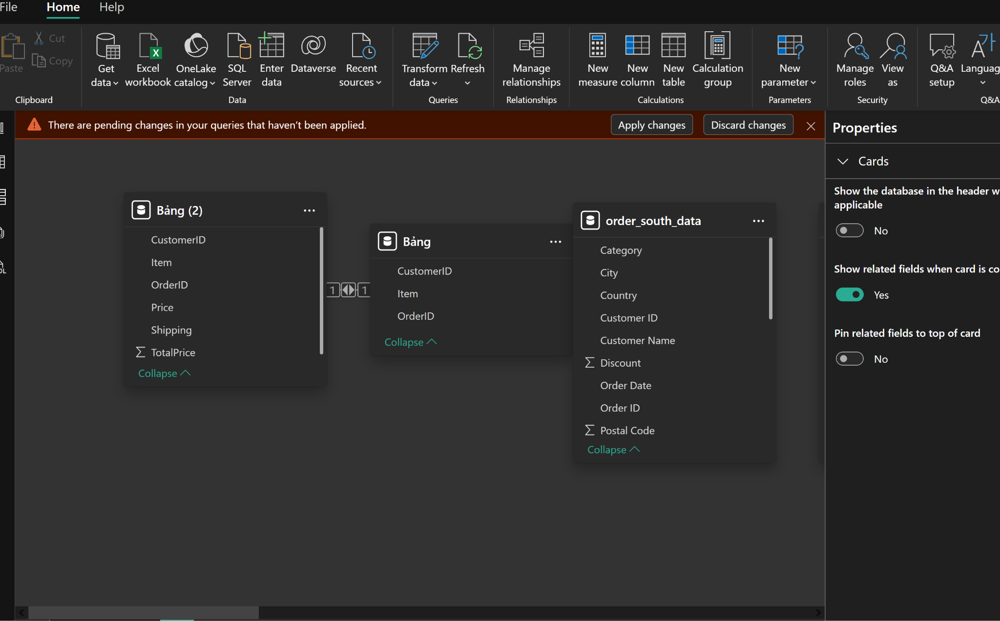 File
Home
Help
Paste
Cut
Copy
Clipboard
Get
data
Excel
workbook
OneLake
catalog
SQL
Server
Enter
data
Dataverse
Recent
sources
Data
Transform
data
Refresh
Queries
Manage
relationships
Relationships
New
measure
New
column
New
table
Calculation
group
Calculations
New
parameter
Parameters
Manage
roles
View
as
Security
Q&A
setup
Languag
Q&A
There are pending changes in your queries that haven't been applied.
Apply changes
Discard changes
Bảng (2)
CustomerID
Item
OrderID
Price
Shipping
TotalPrice
Collapse
1
1
Bảng
CustomerID
Item
OrderID
Collapse
order_south_data
Category
City
Country
Customer ID
Customer Name
Discount
Order Date
Order ID
Postal Code
Collapse
Properties
Cards
Show the database in the header w
applicable
No
Show related fields when card is co
Yes
Pin related fields to top of card
No